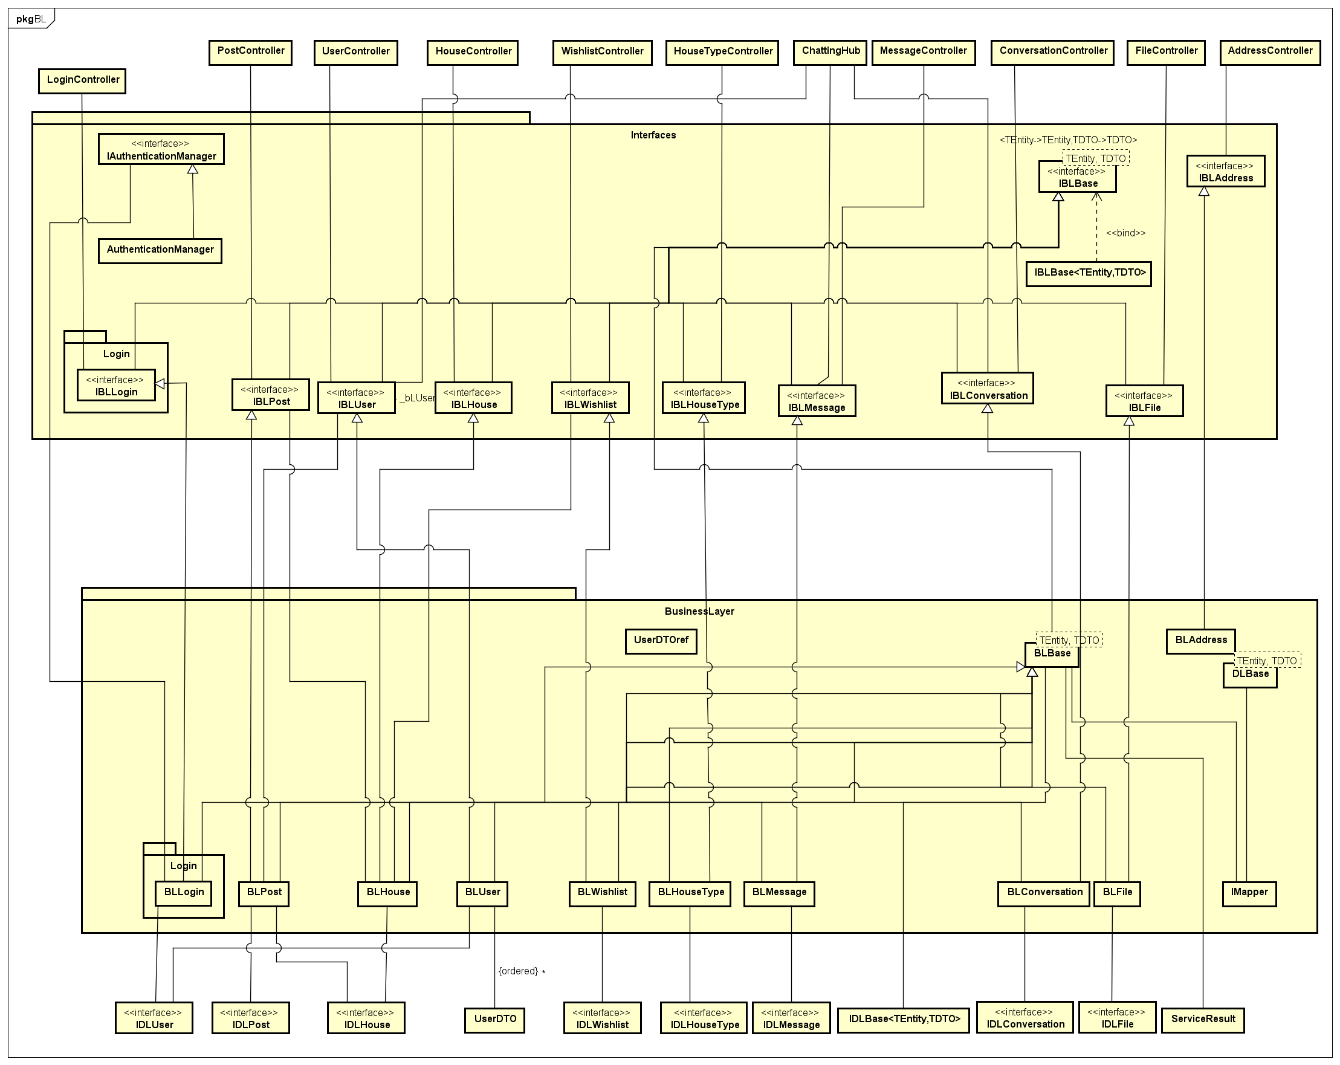 pkg BL
PostController
UserController
HouseController
WishlistController
HouseTypeController
ChattingHub
MessageController
ConversationController
FileController
AddressController
LoginController
Interfaces
<<interface>>
IAuthenticationManager
<TEntity->TEntity,TDTO->TDTO>
TEntity, TDTO
<<interface>>
IBLBase
<<interface>>
IBLAddress
<<bind>>
AuthenticationManager
IBLBase<TEntity,TDTO>
Login
<<interface>>
IBLLogin
<<interface>>
IBLPost
<<interface>>
IBLUser
_bLUser
<<interface>>
IBLHouse
<<interface>>
IBLWishlist
<<interface>>
IBLHouseType
<<interface>>
IBLMessage
<<interface>>
IBLConversation
<<interface>>
IBLFile
BusinessLayer
UserDTOref
TEntity, TDTO
BLBase
BLAddress
TEntity, TDTO
DLBase
Login
BLLogin
BLPost
BLHouse
BLUser
BLWishlist
BLHouseType
BLMessage
BLConversation
BLFile
IMapper
{ordered} *
<<interface>>
IDLUser
<<interface>>
IDLPost
<<interface>>
IDLHouse
UserDTO
<<interface>>
IDLWishlist
<<interface>>
IDLHouseType
<<interface>>
IDLMessage
IDLBase<TEntity,TDTO>
<<interface>>
IDLConversation
<<interface>>
IDLFile
ServiceResult